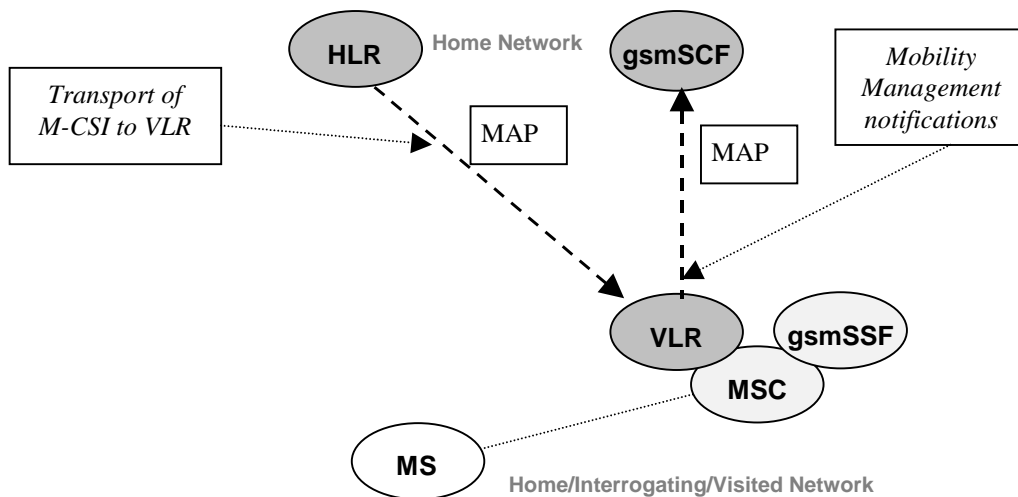 HLR
Home Network
gsmSCF
Mobility
Management
notifications
Transport of
M-CSI to VLR
MAP
MAP
VLR
gsmSSF
MSC
MS
Home/Interrogating/Visited Network